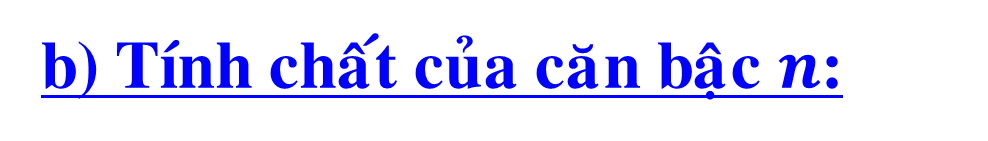 b) Tính chất của căn bậc n: